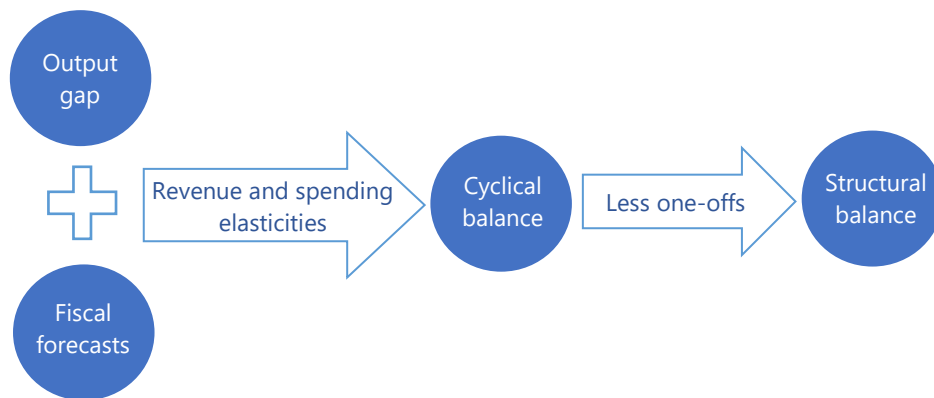 Output
gap
Fiscal
forecasts
Revenue and spending
elasticities
Cyclical
balance
Less one-offs
Structural
balance